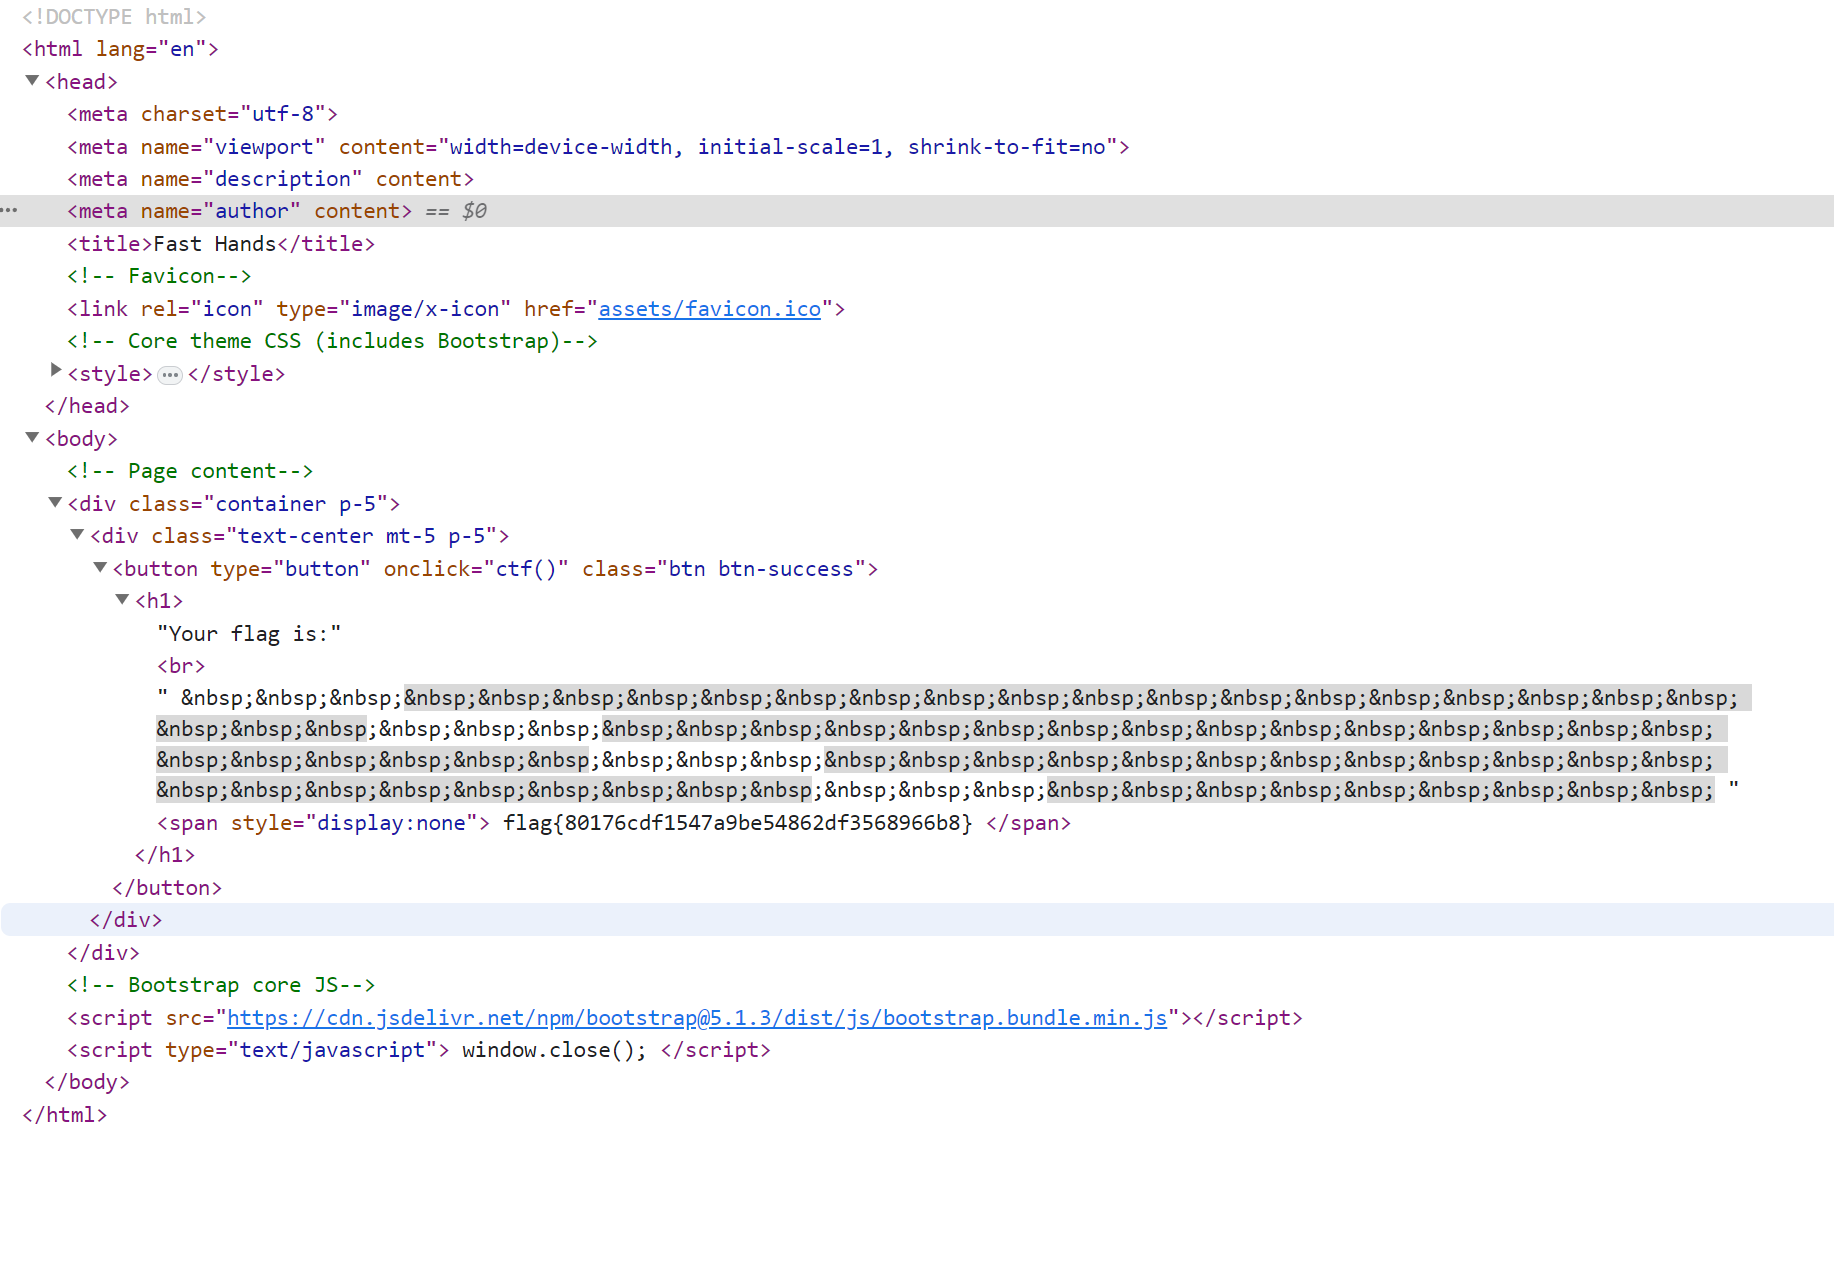 <!DOCTYPE html>
<html lang="en">
<head>
<meta charset="utf-8">
<meta name="viewport" content="width=device-width, initial-scale=1, shrink-to-fit=no">
<meta name="description" content>
<meta name="author" content> == $0
<title>Fast Hands</title>
<!-- Favicon-->
<link rel="icon" type="image/x-icon" href="assets/favicon.ico">
<!-- Core theme CSS (includes Bootstrap)-->
<style>…</style>
</head>
<body>
<!-- Page content-->
<div class="container p-5">
<div class="text-center mt-5 p-5">
<button type="button" onclick="ctf()" class="btn btn-success">
<h1>
"Your flag is:"
<br>
" &nbsp;&nbsp;&nbsp;&nbsp;&nbsp;&nbsp;&nbsp;&nbsp;&nbsp;&nbsp;&nbsp;&nbsp;&nbsp;&nbsp;&nbsp;&nbsp;&nbsp;&nbsp;&nbsp;&nbsp;&nbsp;
&nbsp;&nbsp;&nbsp;&nbsp;&nbsp;&nbsp;&nbsp;&nbsp;&nbsp;&nbsp;&nbsp;&nbsp;&nbsp;&nbsp;&nbsp;&nbsp;&nbsp;&nbsp;&nbsp;&nbsp;&nbsp;
&nbsp;&nbsp;&nbsp;&nbsp;&nbsp;&nbsp;&nbsp;&nbsp;&nbsp;&nbsp;&nbsp;&nbsp;&nbsp;&nbsp;&nbsp;&nbsp;&nbsp;&nbsp;&nbsp;&nbsp;&nbsp;
&nbsp;&nbsp;&nbsp;&nbsp;&nbsp;&nbsp;&nbsp;&nbsp;&nbsp;&nbsp;&nbsp;&nbsp;&nbsp;&nbsp;&nbsp;&nbsp;&nbsp;&nbsp;&nbsp;&nbsp;&nbsp; "
<span style="display:none"> flag{80176cdf1547a9be54862df3568966b8} </span>
</h1>
</button>
</div>
</div>
<!-- Bootstrap core JS-->
<script src="https://cdn.jsdelivr.net/npm/bootstrap@5.1.3/dist/js/bootstrap.bundle.min.js"></script>
<script type="text/javascript"> window.close(); </script>
</body>
</html>